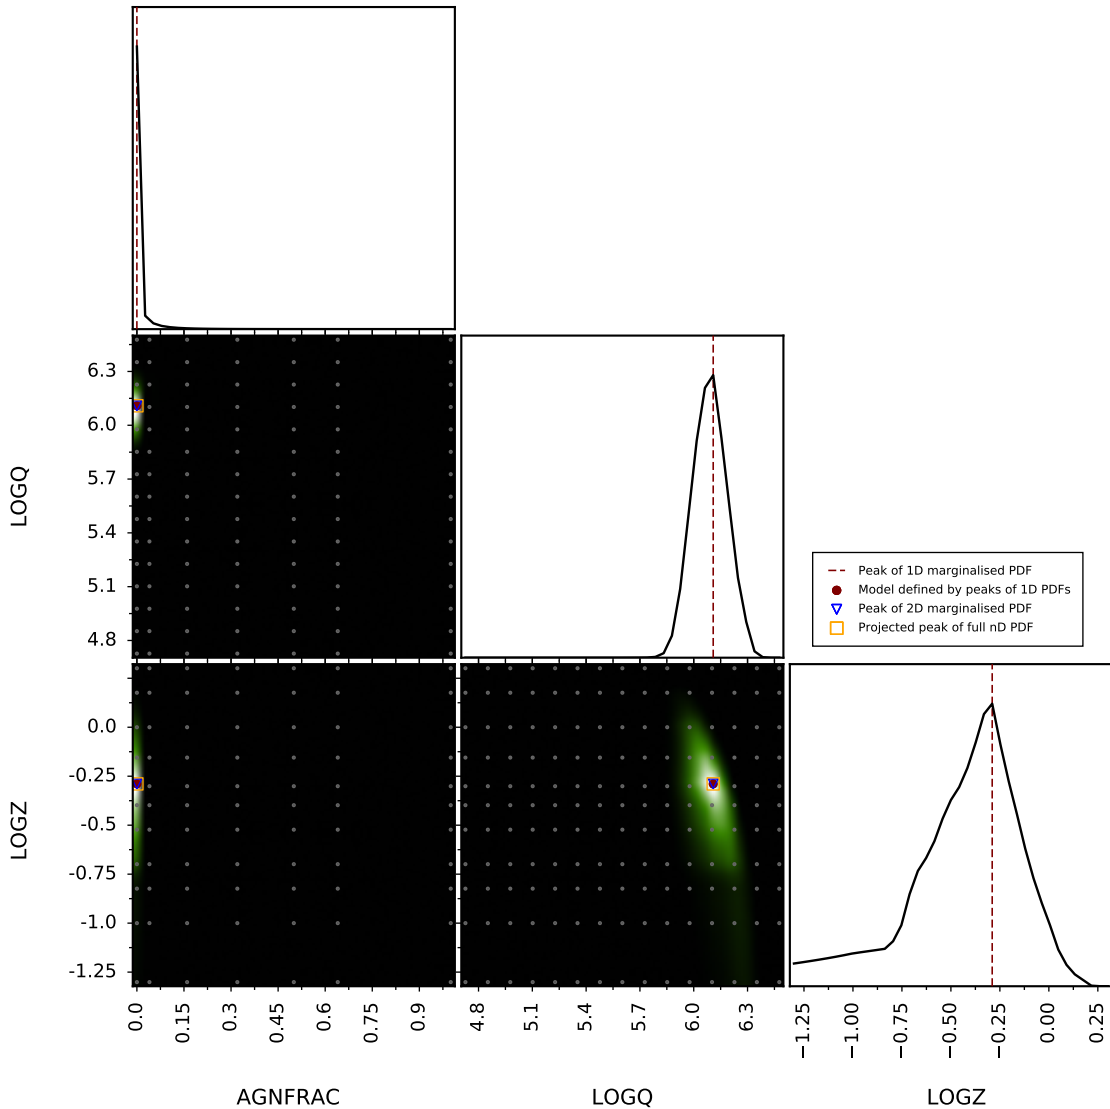 6.3
6.0
5.7
5.4
5.1
4.8
LOGQ
Peak of 1D marginalised PDF
Model defined by peaks of 1D PDFs
Peak of 2D marginalised PDF
Projected peak of full nD PDF
0.0
-0.25
-0.5
-0.75
-1.0
-1.25
LOGZ
0.0 0.15 0.3 0.45 0.6 0.75 0.9
4.8 5.1 5.4 5.7 6.0 6.3
−1.25 −1.00 −0.75 −0.50 −0.25 0.00 0.25
AGNFRAC LOGQ LOGZ